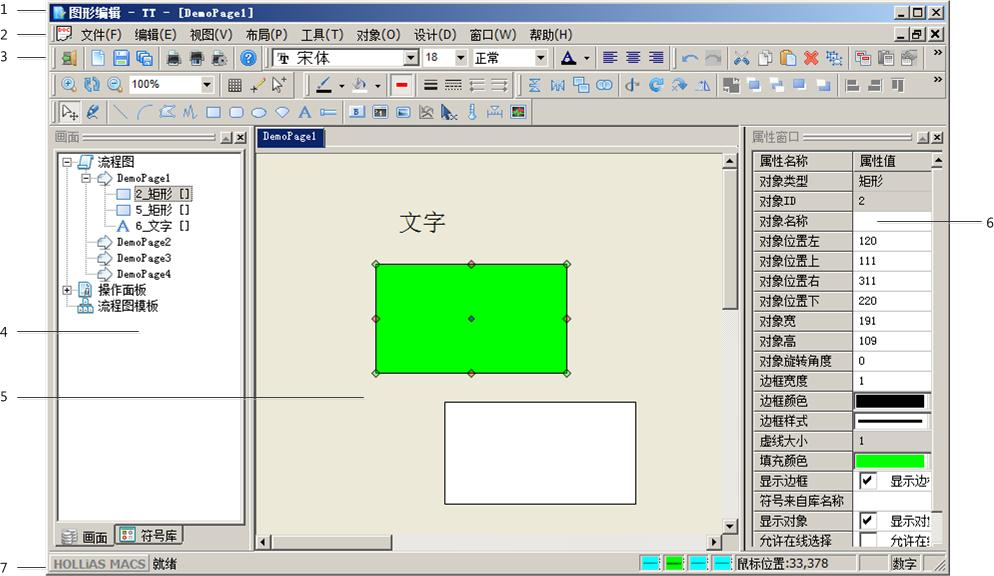 1
图形编辑 - TT - [DemoPage1]
2
文件(F) 编辑(E) 视图(V) 布局(P) 工具(T) 对象(O) 设计(D) 窗口(W) 帮助(H)
3
宋体 18 正常
100%
画面
流程图
DemoPage1
2_矩形 []
5_矩形 []
6_文字 []
DemoPage2
DemoPage3
DemoPage4
操作面板
流程图模板
4
画面 符号库
DemoPage1
文字
5
属性窗口
属性名称 属性值
对象类型 矩形
对象ID 2
对象名称
6
对象位置左 120
对象位置上 111
对象位置右 311
对象位置下 220
对象宽 191
对象高 109
对象旋转角度 0
边框宽度 1
边框颜色
边框样式
虚线大小 1
填充颜色
显示边框 显示边
符号来自库名称
显示对象 显示对
允许在线选择 允许在
7
HOLLiAS MACS 就绪 鼠标位置:33,378 数字